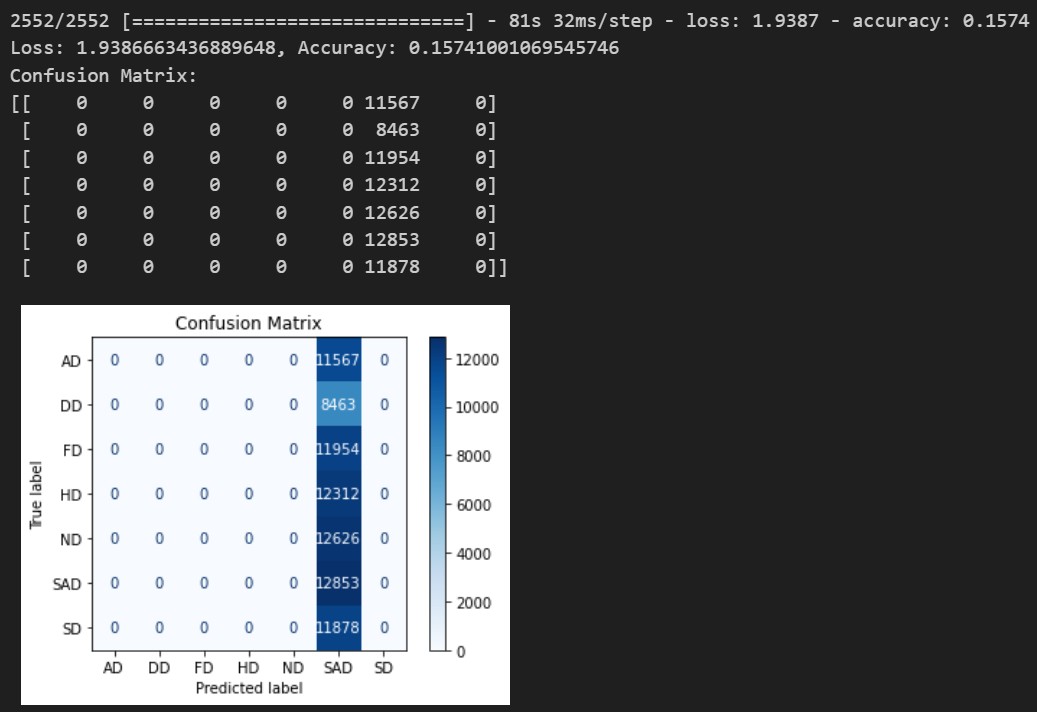 2552/2552 [==============================] - 81s 32ms/step - loss: 1.9387 - accuracy: 0.1574
Loss: 1.9386663436889648, Accuracy: 0.15741001069545746
Confusion Matrix:
[[    0     0     0     0     0 11567     0]
 [    0     0     0     0     0  8463     0]
 [    0     0     0     0     0 11954     0]
 [    0     0     0     0     0 12312     0]
 [    0     0     0     0     0 12626     0]
 [    0     0     0     0     0 12853     0]
 [    0     0     0     0     0 11878     0]]
Confusion Matrix
AD 0 0 0 0 0 11567 0
DD 0 0 0 0 0 8463 0
FD 0 0 0 0 0 11954 0
HD 0 0 0 0 0 12312 0
ND 0 0 0 0 0 12626 0
SAD 0 0 0 0 0 12853 0
SD 0 0 0 0 0 11878 0
AD DD FD HD ND SAD SD
True label
Predicted label
12000
10000
8000
6000
4000
2000
0